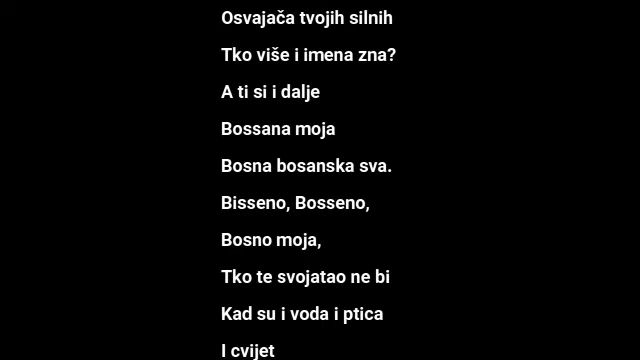 Osvajača tvojih silnih
Tko više i imena zna?
A ti si i dalje
Bossana moja
Bosna bosanska sva.
Bisseno, Bosseno,
Bosno moja,
Tko te svojatao ne bi
Kad su i voda i ptica
I cvijet